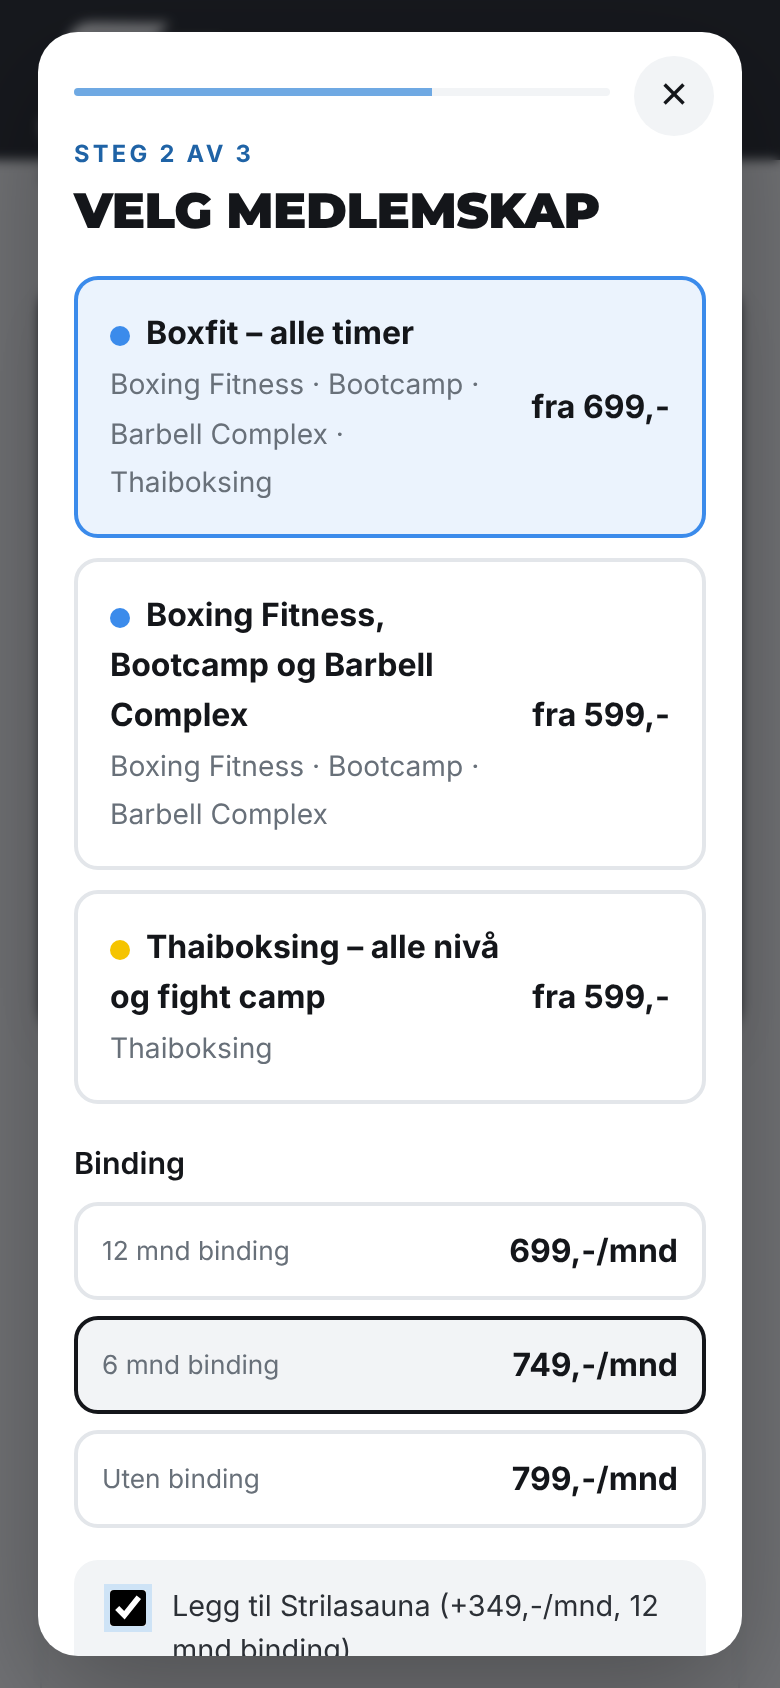 STEG 2 AV 3
VELG MEDLEMSKAP
Boxfit – alle timer
Boxing Fitness · Bootcamp ·
Barbell Complex ·
Thaiboksing
fra 699,-
Boxing Fitness,
Bootcamp og Barbell
Complex
fra 599,-
Boxing Fitness · Bootcamp ·
Barbell Complex
Thaiboksing – alle nivå
og fight camp
fra 599,-
Thaiboksing
Binding
12 mnd binding 699,-/mnd
6 mnd binding 749,-/mnd
Uten binding 799,-/mnd
Legg til Strilasauna (+349,-/mnd, 12
mnd binding)